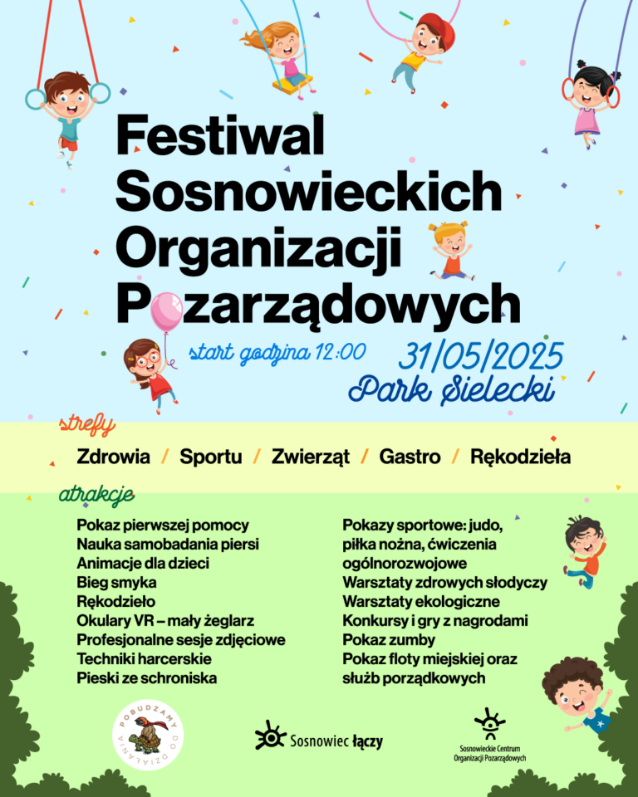 Festiwal
Sosnowieckich
Organizacji
Pozarządowych
start godzina 12:00
31/05/2025
Park Sielecki
strefy
Zdrowia / Sportu / Zwierząt / Gastro / Rękodzieła
atrakcje
Pokaz pierwszej pomocy
Nauka samobadania piersi
Animacje dla dzieci
Bieg smyka
Rękodzieło
Okulary VR – mały żeglarz
Profesjonalne sesje zdjęciowe
Techniki harcerskie
Pieski ze schroniska
Pokazy sportowe: judo,
piłka nożna, ćwiczenia
ogólnorozwojowe
Warsztaty zdrowych słodyczy
Warsztaty ekologiczne
Konkursy i gry z nagrodami
Pokaz zumby
Pokaz floty miejskiej oraz
służb porządkowych
POBUDZAMY DO DZIAŁANIA
Sosnowiec łączy
Sosnowieckie Centrum
Organizacji Pozarządowych